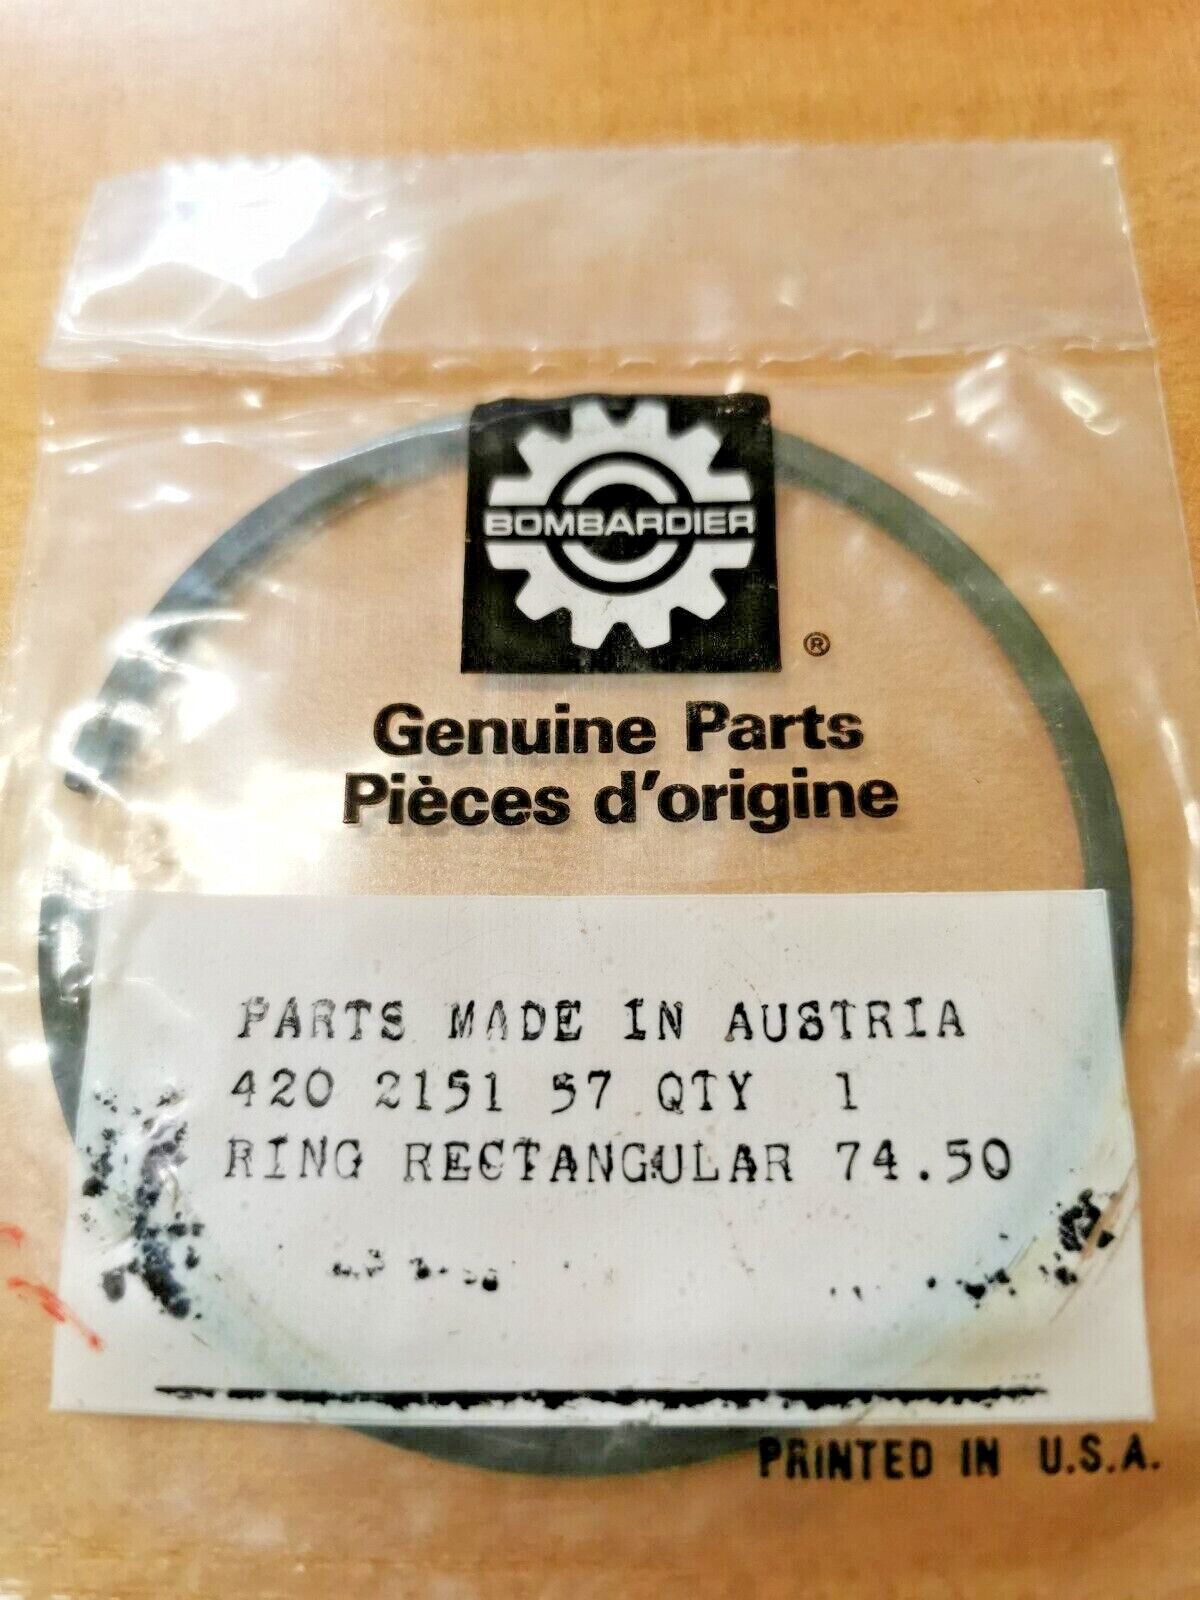 BOMBARDIER
®
Genuine Parts
Pièces d'origine
PARTS MADE IN AUSTRIA
420 2151 57 QTY 1
RING RECTANGULAR 74.50
PRINTED IN U.S.A.